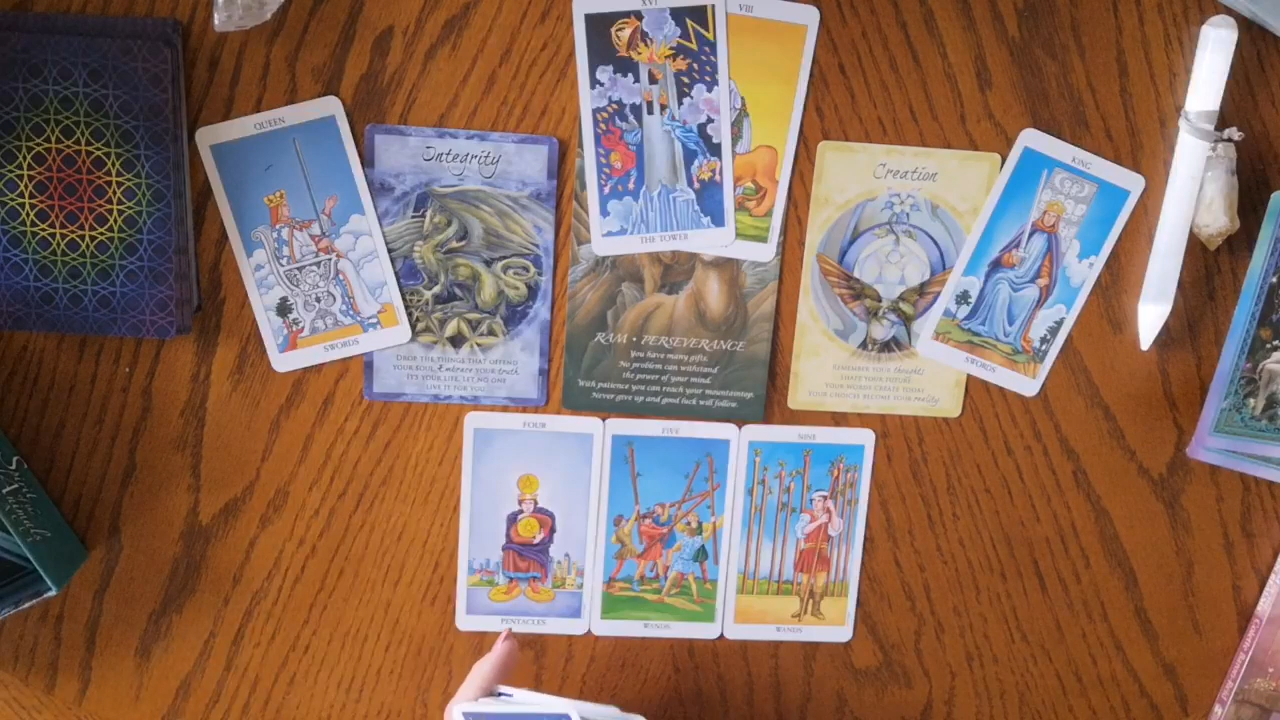 QUEEN
SWORDS
Integrity
DROP THE THINGS THAT OFFEND
YOUR SOUL. Embrace YOUR truth.
IT'S YOUR LIFE, LET NO ONE
LIVE IT FOR YOU
XVI
THE TOWER
VIII
RAM • PERSEVERANCE
You have many gifts.
No problem can withstand
the power of your mind.
With patience you can reach your mountaintop.
Never give up and good luck will follow.
Creation
REMEMBER YOUR thoughts
SHAPE YOUR FUTURE
YOUR WORDS CREATE TODAY
YOUR CHOICES BECOME YOUR reality
KING
SWORDS
FOUR
PENTACLES
FIVE
WANDS
NINE
WANDS